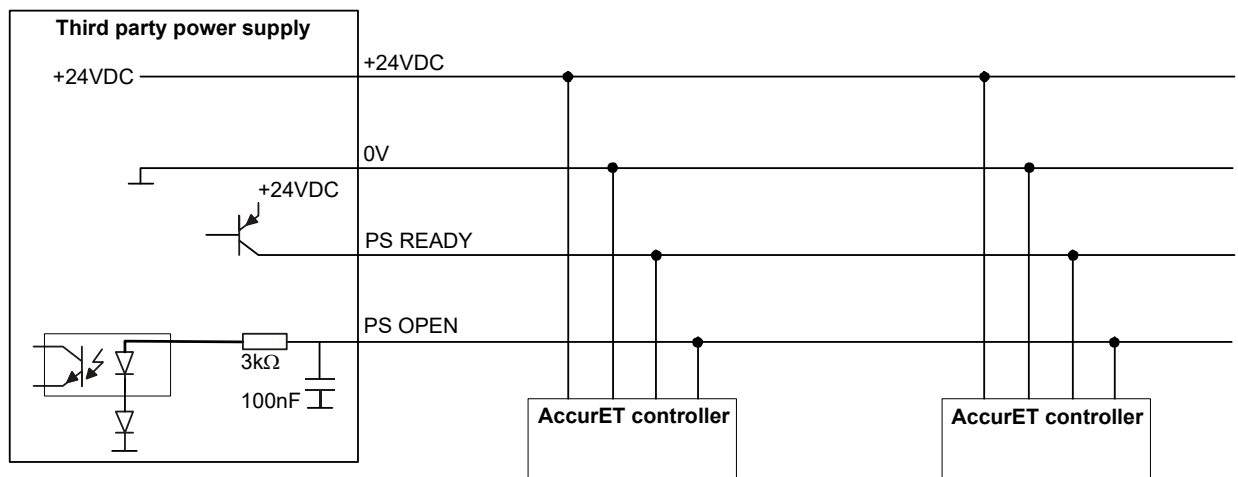 Third party power supply
+24VDC
+24VDC
0V
+24VDC
PS READY
PS OPEN
3kΩ
100nF
AccurET controller
AccurET controller